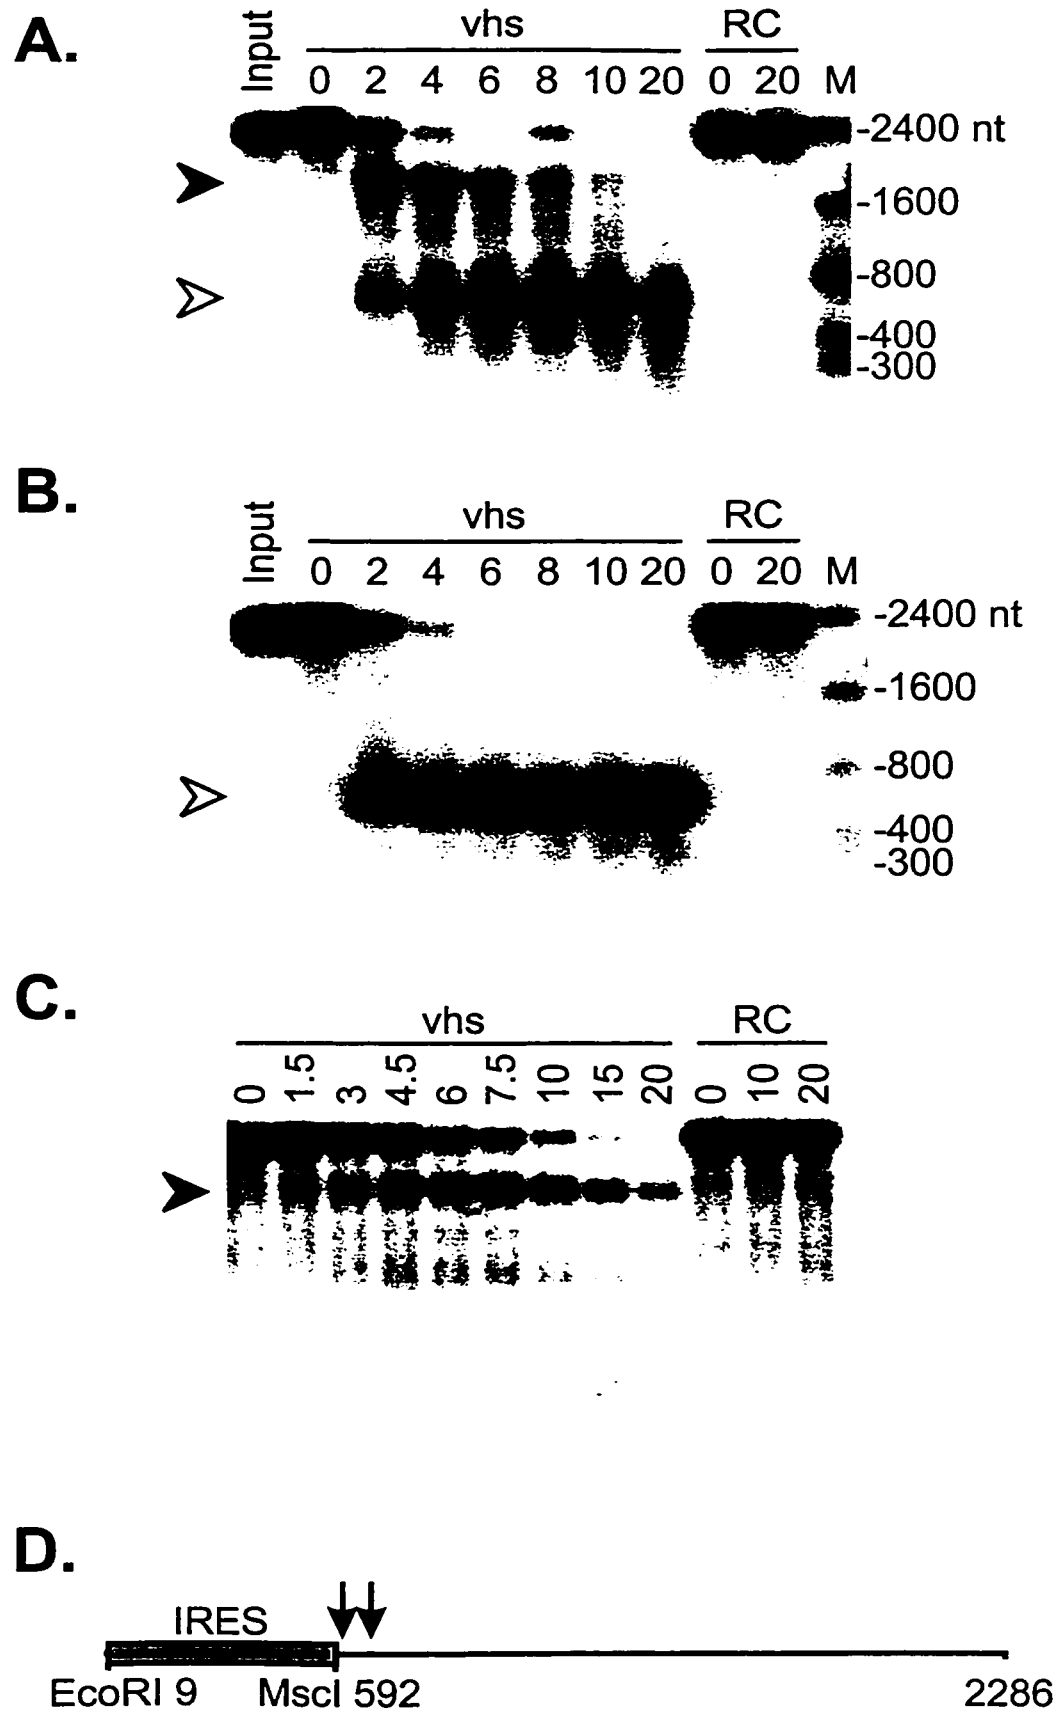 A.
Input vhs RC
0 2 4 6 8 10 20 0 20 M
-2400 nt
-1600
-800
-400
-300
B.
Input vhs RC
0 2 4 6 8 10 20 0 20 M
-2400 nt
-1600
-800
-400
-300
C.
vhs RC
0 1.5 3 4.5 6 7.5 10 15 20 0 10 20
D.
IRES
EcoRI 9 MscI 592 2286